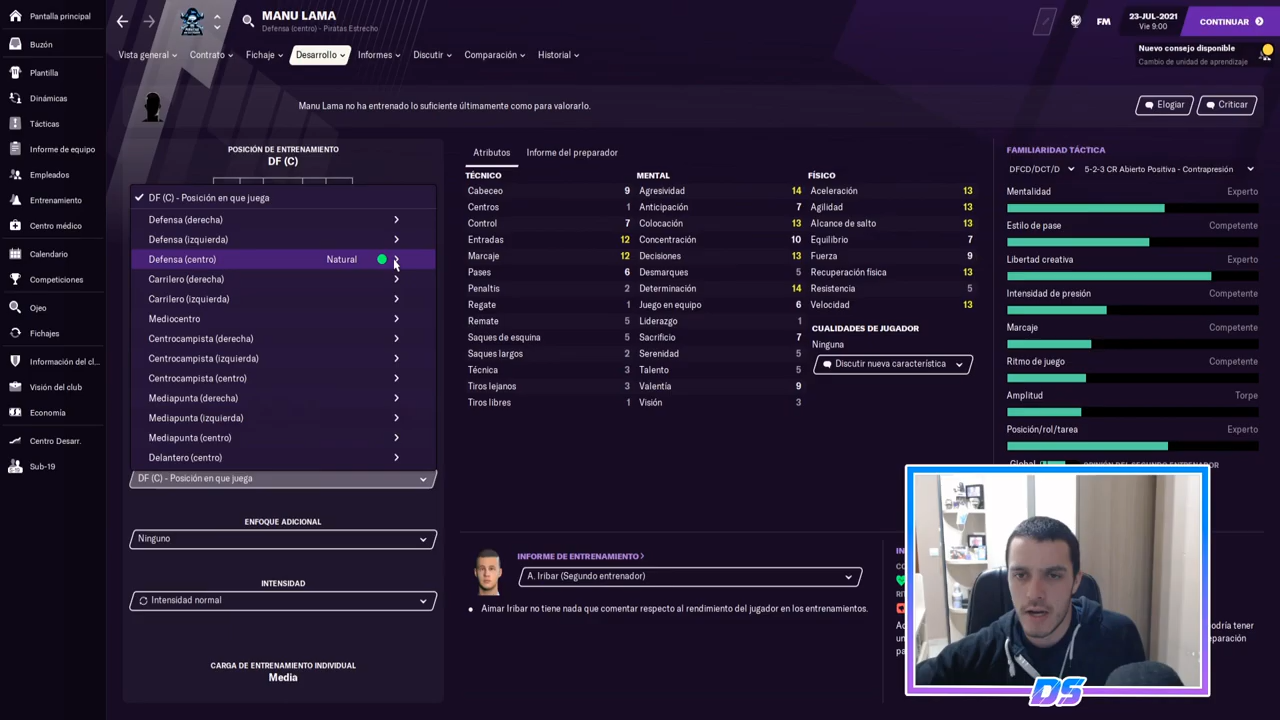 Pantalla principal
Buzón
Plantilla
Dinámicas
Tácticas
Informe de equipo
Empleados
Entrenamiento
Centro médico
Calendario
Competiciones
Ojeo
Fichajes
Información del cl...
Visión del club
Economía
Centro Desarr.
Sub-19
MANU LAMA
Defensa (centro) - Piratas Estrecho
FM
23-JUL-2021
Vie 9:00
CONTINUAR
Vista general
Contrato
Fichaje
Desarrollo
Informes
Discutir
Comparación
Historial
Nuevo consejo disponible
Cambio de unidad de aprendizaje
Manu Lama no ha entrenado lo suficiente últimamente como para valorarlo.
Elogiar
Criticar
POSICIÓN DE ENTRENAMIENTO
DF (C)
DF (C) - Posición en que juega
Defensa (derecha)
Defensa (izquierda)
Defensa (centro) Natural
Carrilero (derecha)
Carrilero (izquierda)
Mediocentro
Centrocampista (derecha)
Centrocampista (izquierda)
Centrocampista (centro)
Mediapunta (derecha)
Mediapunta (izquierda)
Mediapunta (centro)
Delantero (centro)
DF (C) - Posición en que juega
ENFOQUE ADICIONAL
Ninguno
INTENSIDAD
Intensidad normal
CARGA DE ENTRENAMIENTO INDIVIDUAL
Media
Atributos Informe del preparador
TÉCNICO
Cabeceo 9
Centros 1
Control 7
Entradas 12
Marcaje 12
Pases 6
Penaltis 2
Regate 1
Remate 5
Saques de esquina 5
Saques largos 2
Técnica 3
Tiros lejanos 3
Tiros libres 1
MENTAL
Agresividad 14
Anticipación 7
Colocación 13
Concentración 10
Decisiones 13
Desmarques 5
Determinación 14
Juego en equipo 6
Liderazgo 1
Sacrificio 7
Serenidad 5
Talento 5
Valentía 9
Visión 3
FÍSICO
Aceleración 13
Agilidad 13
Alcance de salto 13
Equilibrio 7
Fuerza 9
Recuperación física 13
Resistencia 5
Velocidad 13
CUALIDADES DE JUGADOR
Ninguna
Discutir nueva característica
FAMILIARIDAD TÁCTICA
DFCD/DCT/D
5-2-3 CR Abierto Positiva - Contrapresión
Mentalidad Experto
Estilo de pase Competente
Libertad creativa Experto
Intensidad de presión Competente
Marcaje Competente
Ritmo de juego Competente
Amplitud Torpe
Posición/rol/tarea Experto
Global
OPINIÓN DEL SEGUNDO ENTRENADOR
INFORME DE ENTRENAMIENTO
A. Iribar (Segundo entrenador)
Aimar Iribar no tiene nada que comentar respecto al rendimiento del jugador en los entrenamientos.
DS